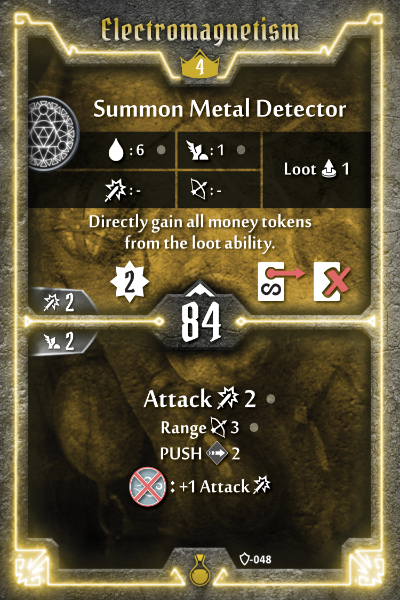 Electromagnetism
4
Summon Metal Detector
: 6 : 1
Loot 1
: - : -
Directly gain all money tokens
from the loot ability.
2
2
84
2
Attack 2
Range 3
PUSH 2
: +1 Attack
-048